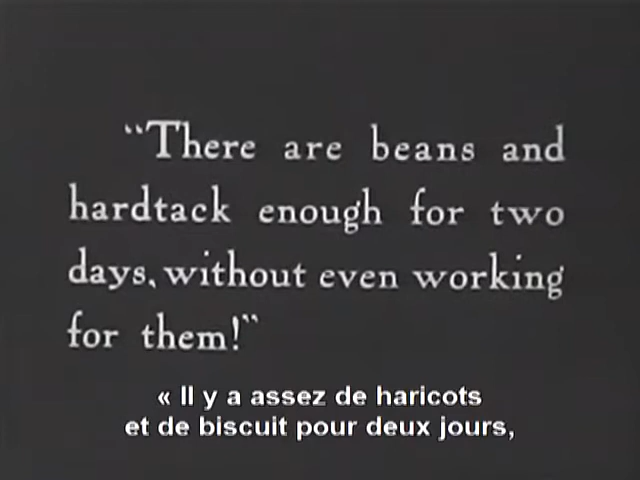 “There are beans and
hardtack enough for two
days, without even working
for them!”
« Il y a assez de haricots
et de biscuit pour deux jours,